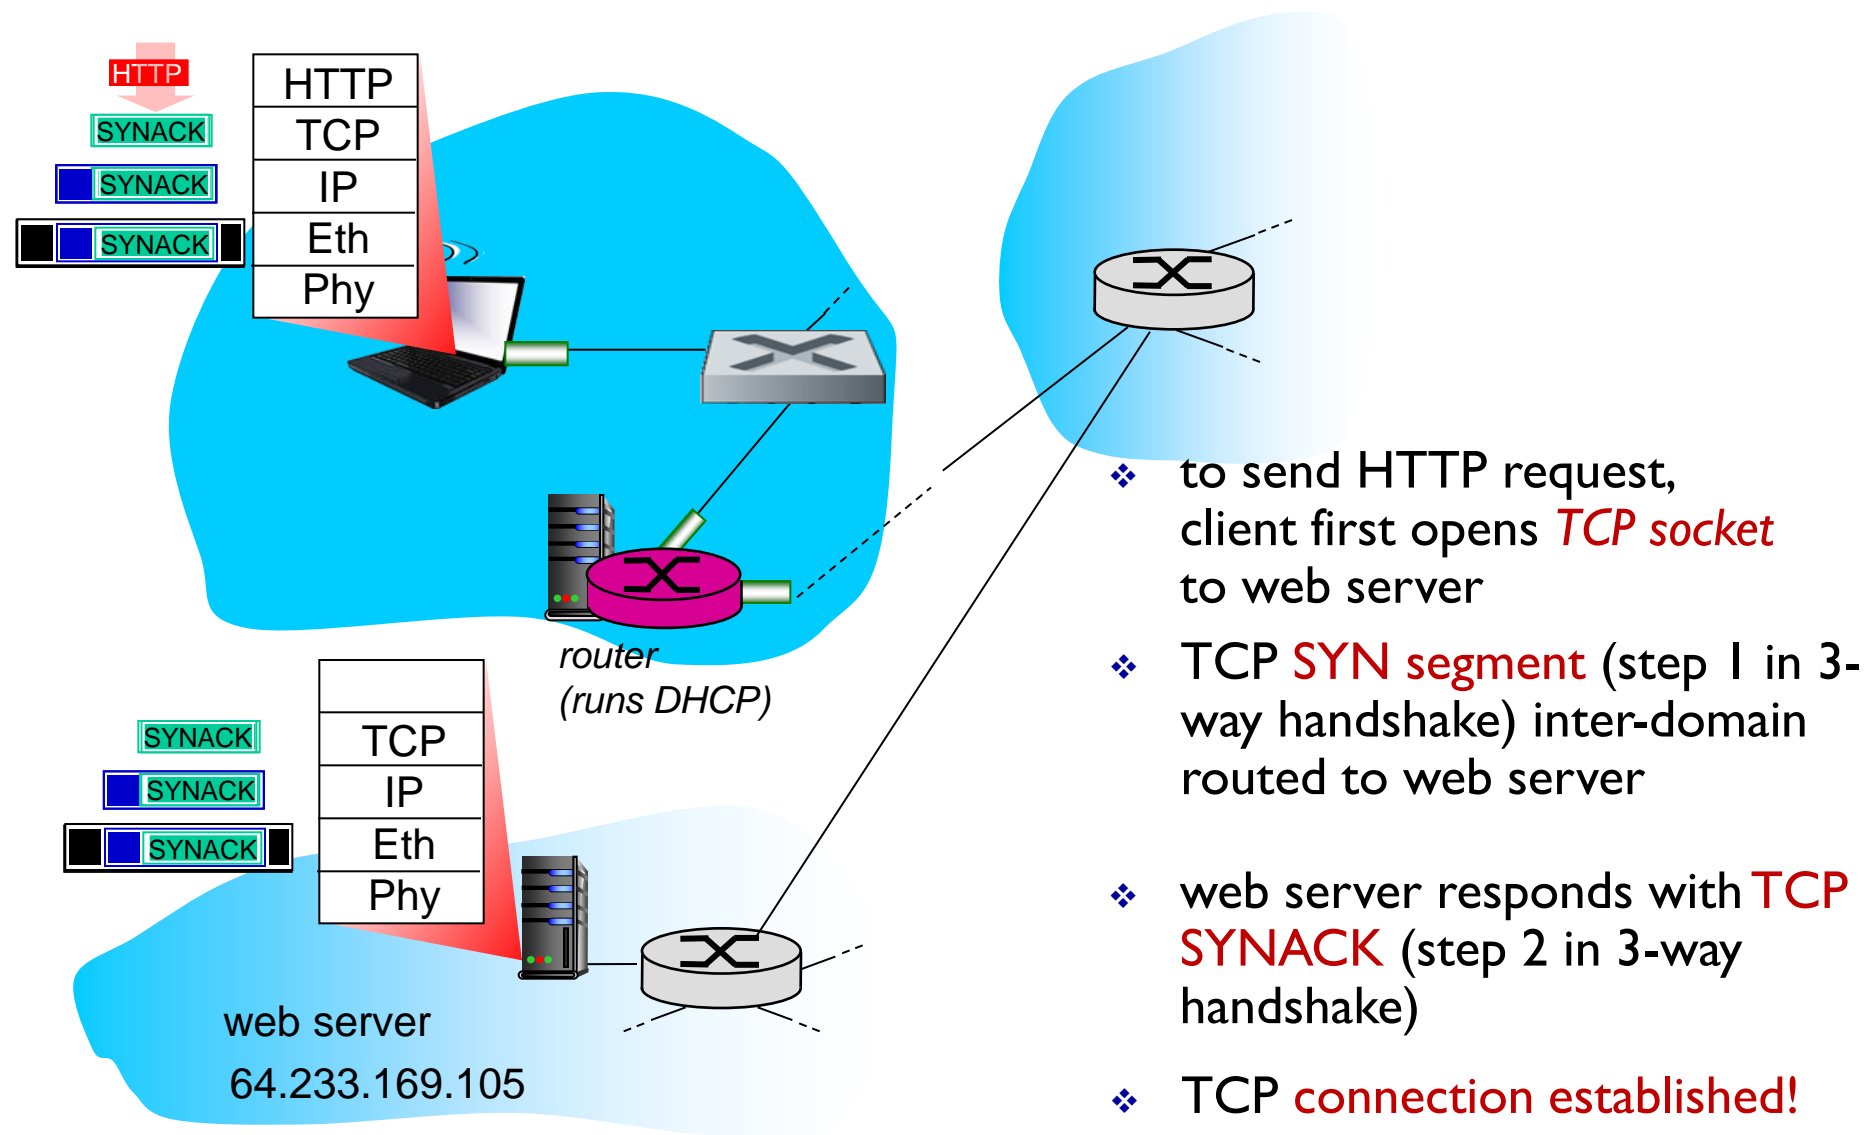 HTTP
SYNACK
SYNACK
SYNACK
HTTP
TCP
IP
Eth
Phy
router
(runs DHCP)
SYNACK
SYNACK
SYNACK
TCP
IP
Eth
Phy
web server
64.233.169.105
to send HTTP request,
client first opens TCP socket
to web server
TCP SYN segment (step 1 in 3-
way handshake) inter-domain
routed to web server
web server responds with TCP
SYNACK (step 2 in 3-way
handshake)
TCP connection established!